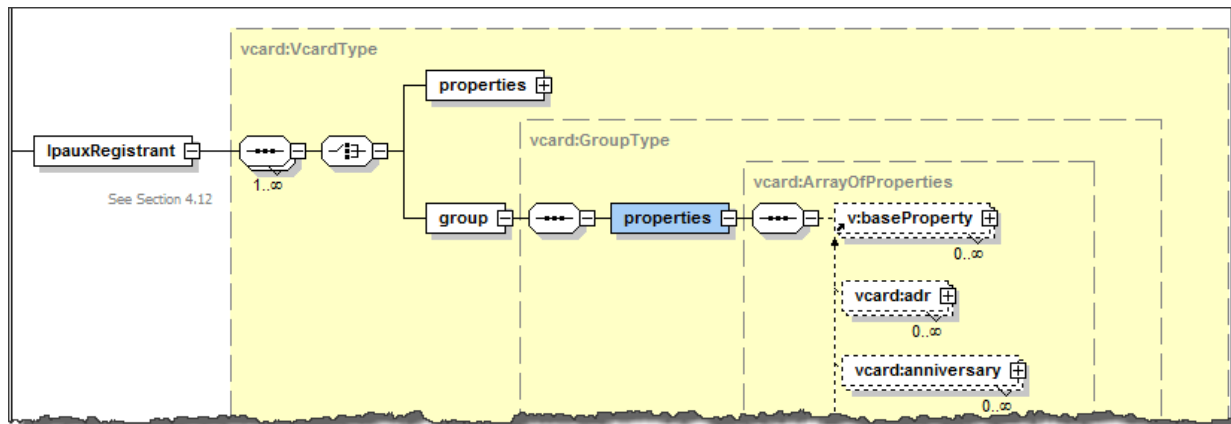 vcard:VcardType
properties
vcard:GroupType
IpauxRegistrant
vcard:ArrayOfProperties
1..∞
See Section 4.12
group
properties
v:baseProperty
0..∞
vcard:adr
0..∞
vcard:anniversary
0..∞